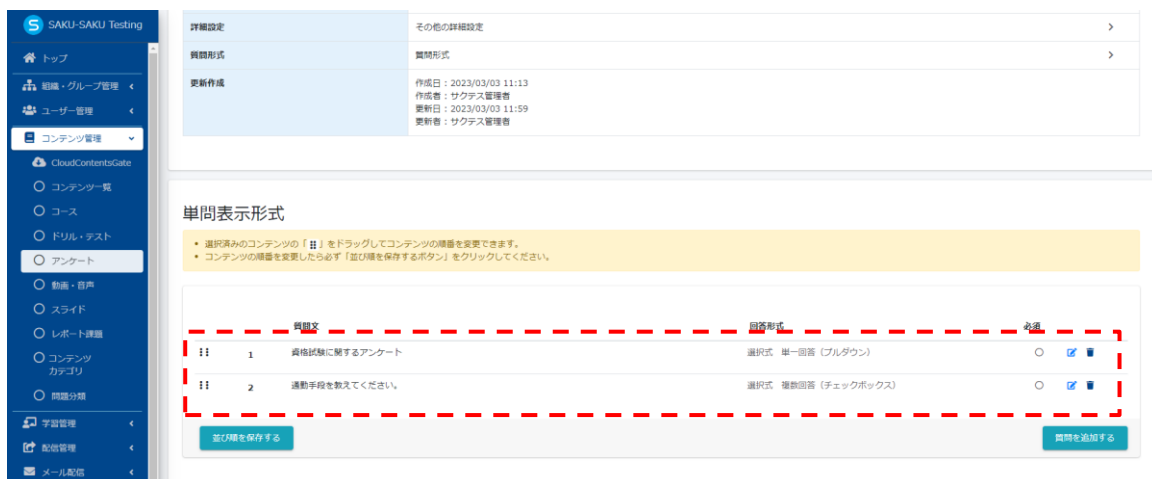 SAKU-SAKU Testing
トップ
組織・グループ管理
ユーザー管理
コンテンツ管理
CloudContentsGate
コンテンツ一覧
コース
ドリル・テスト
アンケート
動画・音声
スライド
レポート課題
コンテンツ
カテゴリ
問題分類
学習管理
配信管理
メール配信
詳細設定 その他の詳細設定
質問形式 質問形式
更新作成 作成日：2023/03/03 11:13
作成者：サクテス管理者
更新日：2023/03/03 11:59
更新者：サクテス管理者
単問表示形式
• 選択済みのコンテンツの「⠿」をドラッグしてコンテンツの順番を変更できます。
• コンテンツの順番を変更したら必ず「並び順を保存するボタン」をクリックしてください。
質問文 回答形式 必須
1 資格試験に関するアンケート 選択式 単一回答（プルダウン） ○
2 通勤手段を教えてください。 選択式 複数回答（チェックボックス） ○
並び順を保存する 質問を追加する